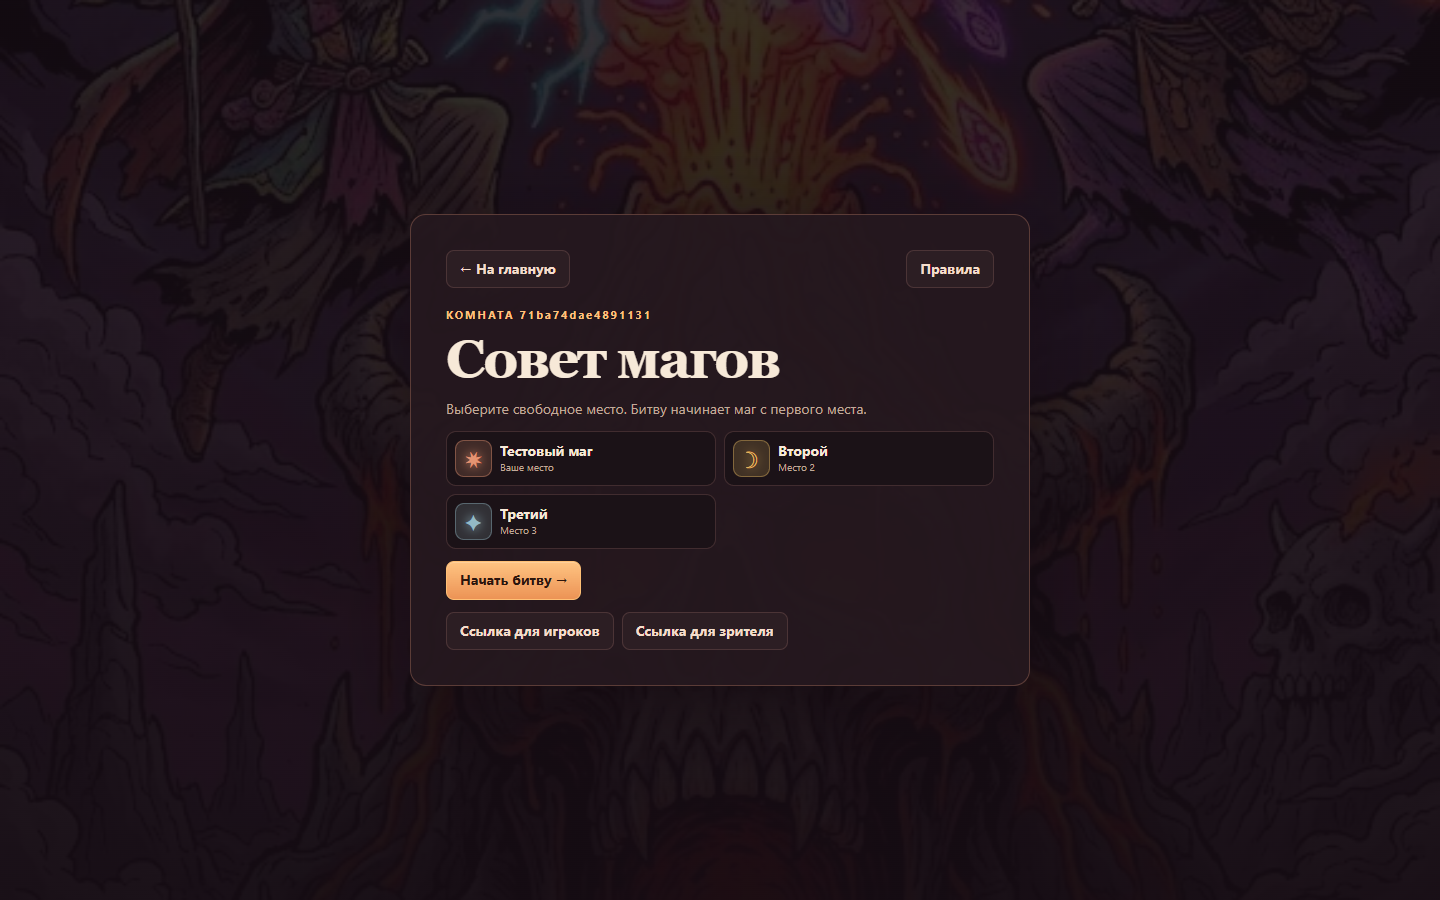 ← На главную
Правила
КОМНАТА 71ba74dae4891131
Совет магов
Выберите свободное место. Битву начинает маг с первого места.
Тестовый маг
Ваше место
Второй
Место 2
Третий
Место 3
Начать битву →
Ссылка для игроков
Ссылка для зрителя